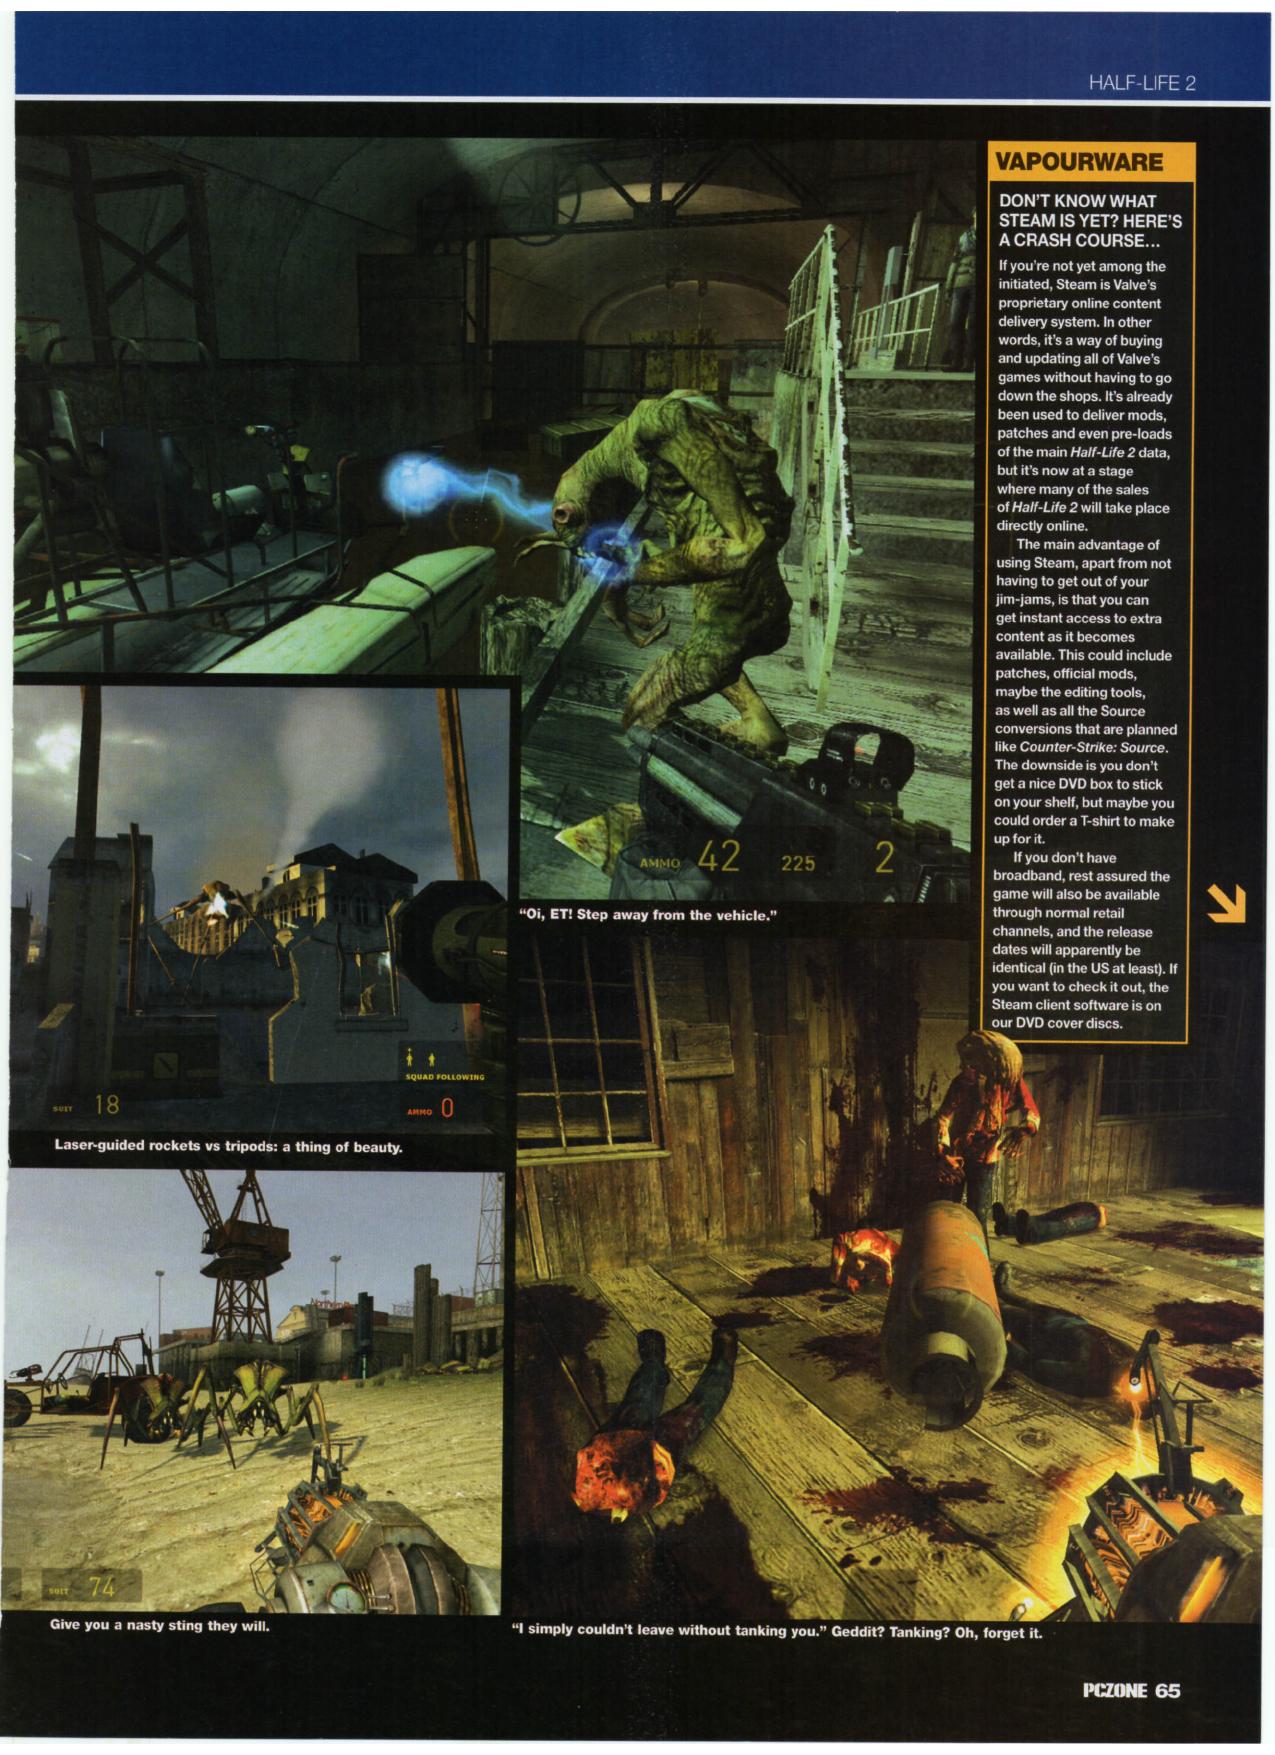 HALF-LIFE 2
VAPOURWARE
DON'T KNOW WHAT
STEAM IS YET? HERE'S
A CRASH COURSE...
If you're not yet among the
initiated, Steam is Valve's
proprietary online content
delivery system. In other
words, it's a way of buying
and updating all of Valve's
games without having to go
down the shops. It's already
been used to deliver mods,
patches and even pre-loads
of the main Half-Life 2 data,
but it's now at a stage
where many of the sales
of Half-Life 2 will take place
directly online.
The main advantage of
using Steam, apart from not
having to get out of your
jim-jams, is that you can
get instant access to extra
content as it becomes
available. This could include
patches, official mods,
maybe the editing tools,
as well as all the Source
conversions that are planned
like Counter-Strike: Source.
The downside is you don't
get a nice DVD box to stick
on your shelf, but maybe you
could order a T-shirt to make
up for it.
If you don't have
broadband, rest assured the
game will also be available
through normal retail
channels, and the release
dates will apparently be
identical (in the US at least). If
you want to check it out, the
Steam client software is on
our DVD cover discs.
AMMO 42 225 2
"Oi, ET! Step away from the vehicle."
SQUAD FOLLOWING
SUIT 18
AMMO 0
Laser-guided rockets vs tripods: a thing of beauty.
SUIT 74
Give you a nasty sting they will.
"I simply couldn't leave without tanking you." Geddit? Tanking? Oh, forget it.
PCZONE 65